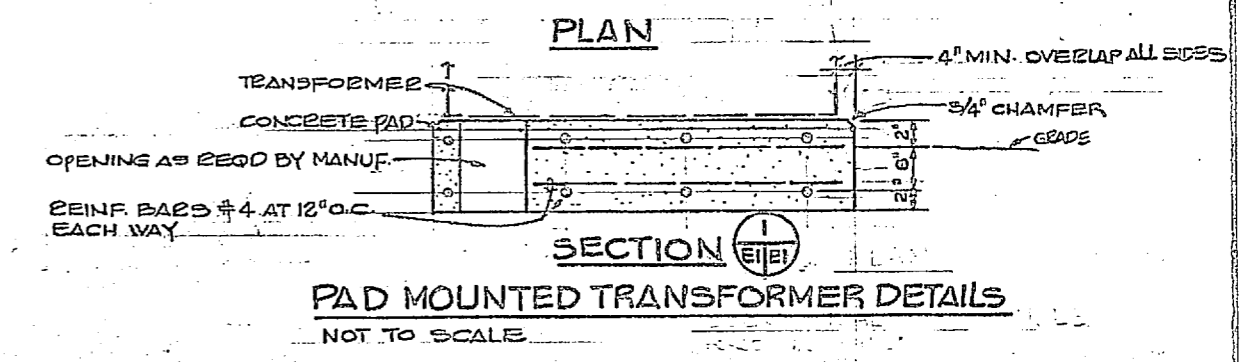 PLAN
TRANSFORMER
4" MIN. OVERLAP ALL SIDES
CONCRETE PAD
3/4" CHAMFER
2"
GRADE
OPENING AS REQD BY MANUF.
2"
REINF. BARS #4 AT 12" O.C.
EACH WAY
SECTION
1
E1 E1
PAD MOUNTED TRANSFORMER DETAILS
NOT TO SCALE